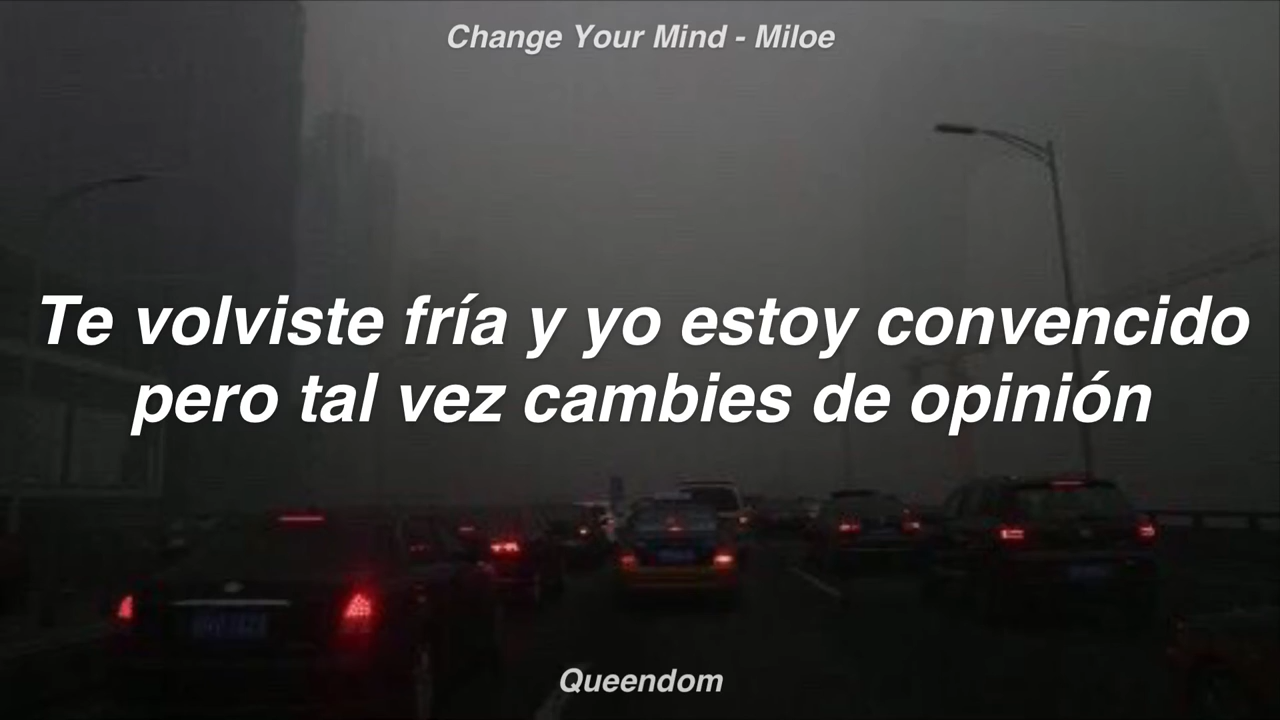 Change Your Mind - Miloe
Te volviste fría y yo estoy convencido
pero tal vez cambies de opinión
Queendom